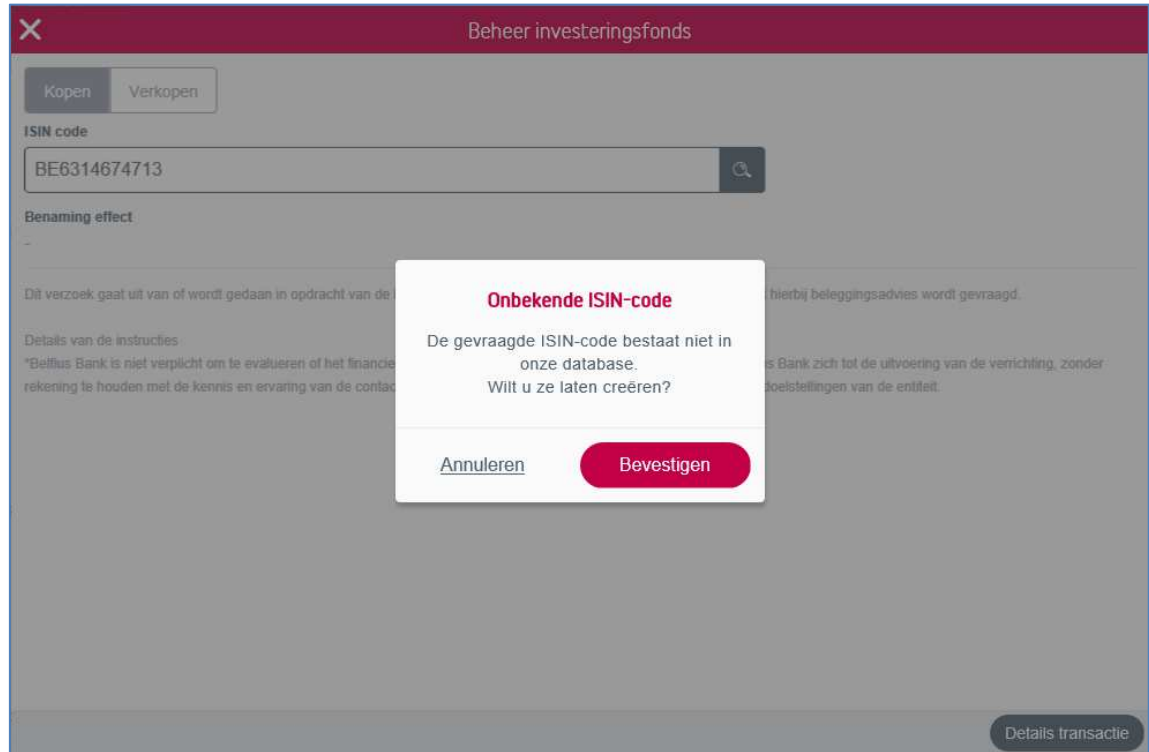 Beheer investeringsfonds
Kopen Verkopen
ISIN code
BE6314674713
Benaming effect
-
Dit verzoek gaat uit van of wordt gedaan in opdracht van de hierbij beleggingsadvies wordt gevraagd.
Onbekende ISIN-code
De gevraagde ISIN-code bestaat niet in
onze database.
Wilt u ze laten creëren?
Annuleren Bevestigen
Details van de instructies
*Belfius Bank is niet verplicht om te evalueren of het Bank zich tot de uitvoering van de verrichting, zonder
rekening te houden met de kennis en ervaring van de van de entiteit.
Details transactie